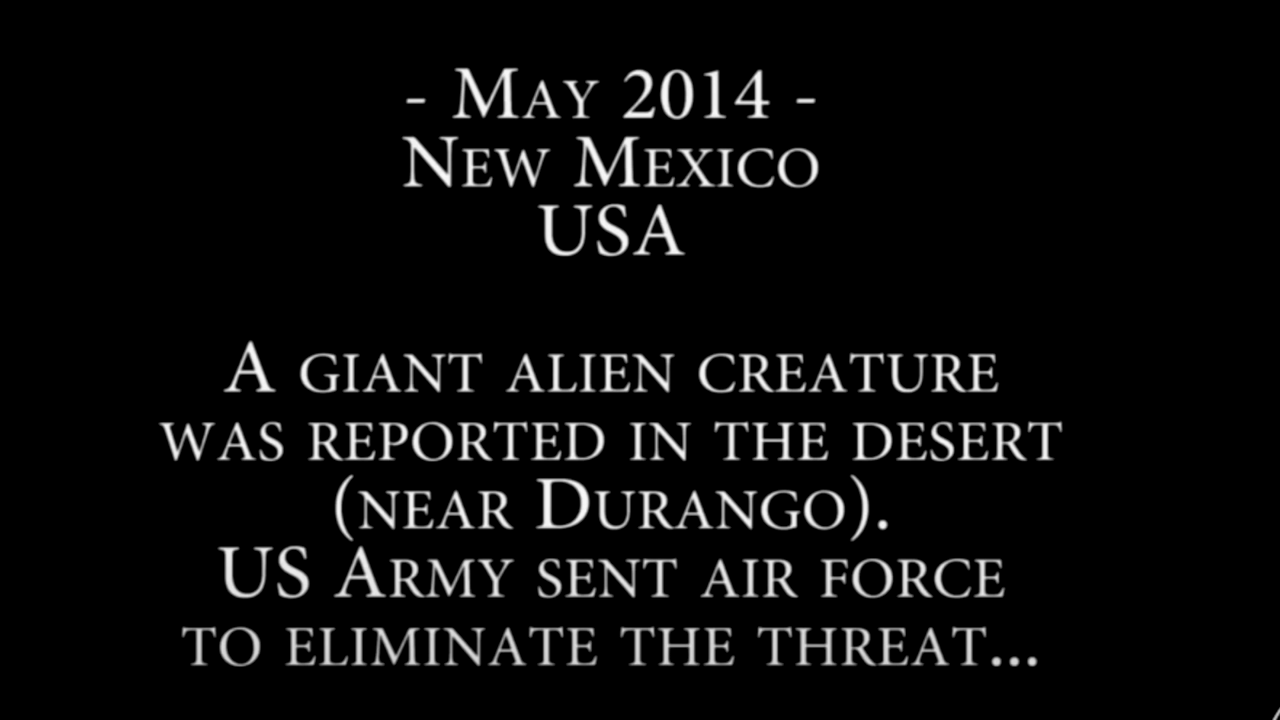 - May 2014 -
New Mexico
USA
A giant alien creature
was reported in the desert
(near Durango).
US Army sent air force
to eliminate the threat...